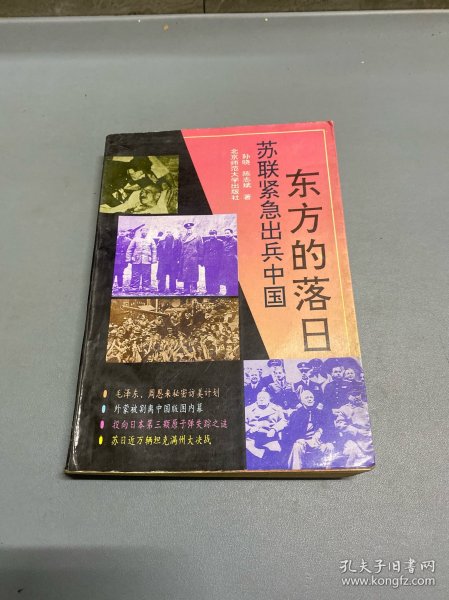 东方的落日
苏联紧急出兵中国
孙晓 陈志斌 著
北京师范大学出版社
毛泽东、周恩来秘密访美计划
外蒙被割离中国版图内幕
投向日本第三颗原子弹失踪之谜
苏日近万辆坦克满州大决战
孔夫子旧书网
www.kongfz.com